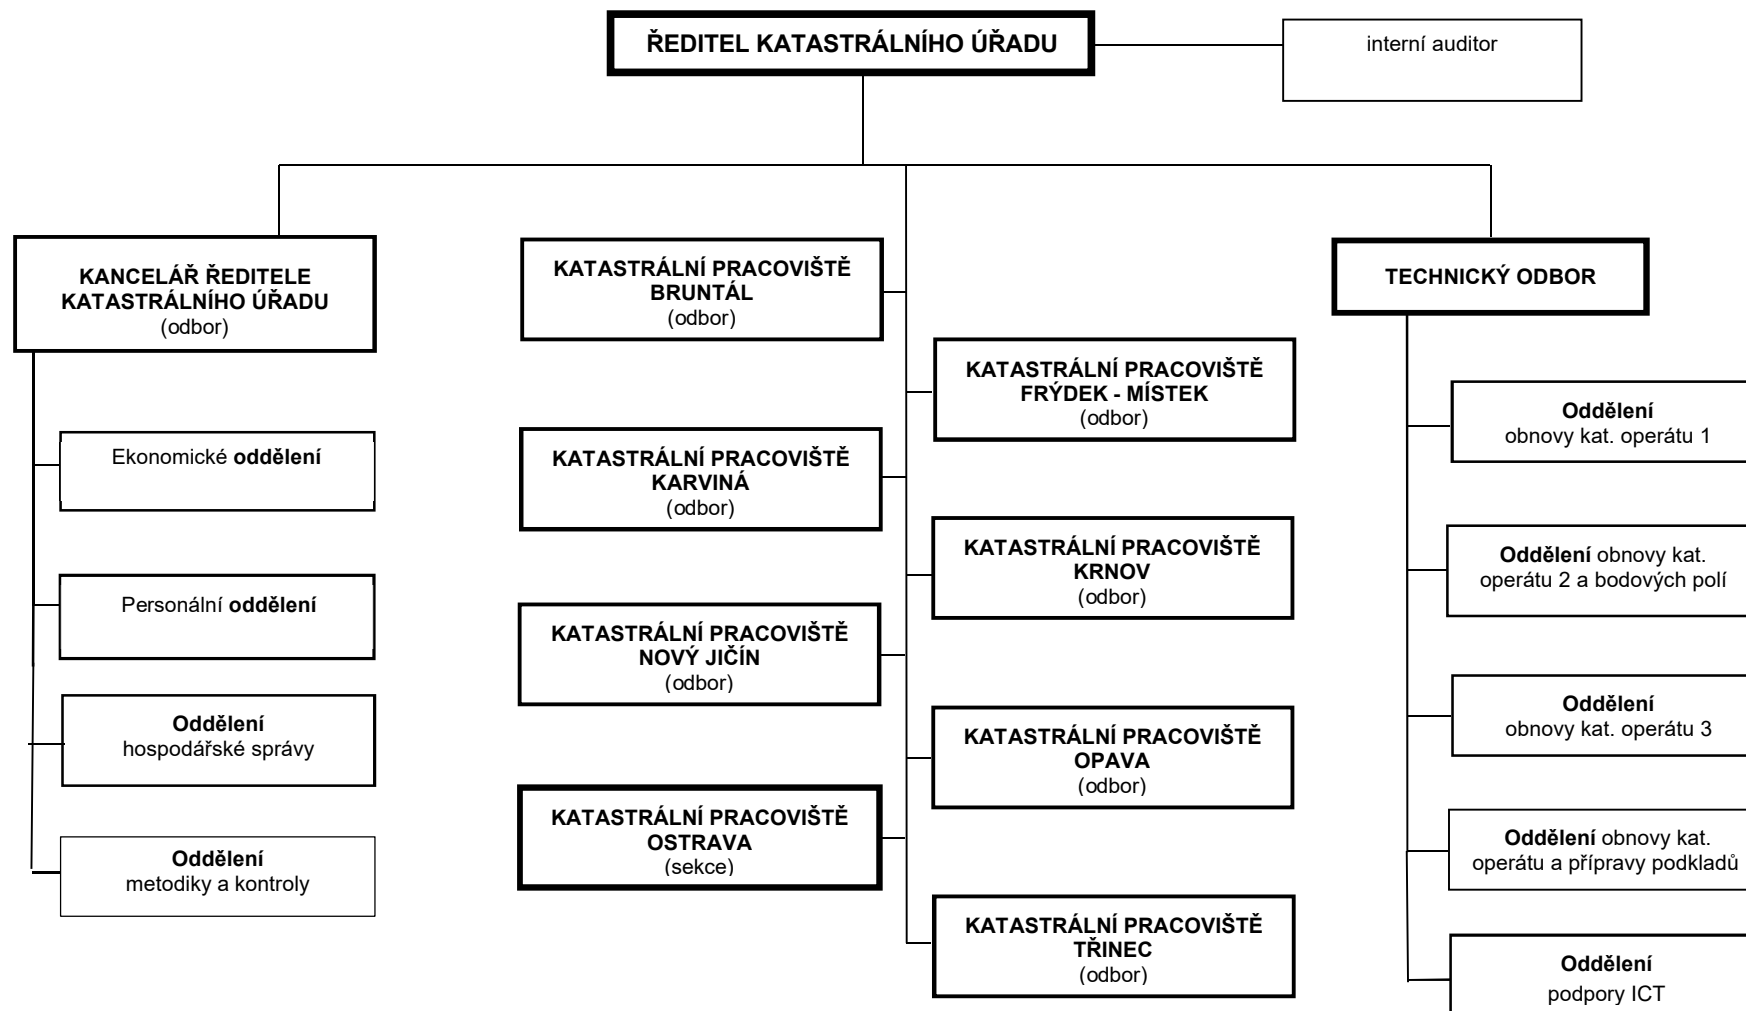 ŘEDITEL KATASTRÁLNÍHO ÚŘADU
interní auditor
KANCELÁŘ ŘEDITELE
KATASTRÁLNÍHO ÚŘADU
(odbor)
Ekonomické oddělení
Personální oddělení
Oddělení
hospodářské správy
Oddělení
metodiky a kontroly
KATASTRÁLNÍ PRACOVIŠTĚ
BRUNTÁL
(odbor)
KATASTRÁLNÍ PRACOVIŠTĚ
FRÝDEK - MÍSTEK
(odbor)
KATASTRÁLNÍ PRACOVIŠTĚ
KARVINÁ
(odbor)
KATASTRÁLNÍ PRACOVIŠTĚ
KRNOV
(odbor)
KATASTRÁLNÍ PRACOVIŠTĚ
NOVÝ JIČÍN
(odbor)
KATASTRÁLNÍ PRACOVIŠTĚ
OPAVA
(odbor)
KATASTRÁLNÍ PRACOVIŠTĚ
OSTRAVA
(sekce)
KATASTRÁLNÍ PRACOVIŠTĚ
TŘINEC
(odbor)
TECHNICKÝ ODBOR
Oddělení
obnovy kat. operátu 1
Oddělení obnovy kat.
operátu 2 a bodových polí
Oddělení
obnovy kat. operátu 3
Oddělení obnovy kat.
operátu a přípravy podkladů
Oddělení
podpory ICT